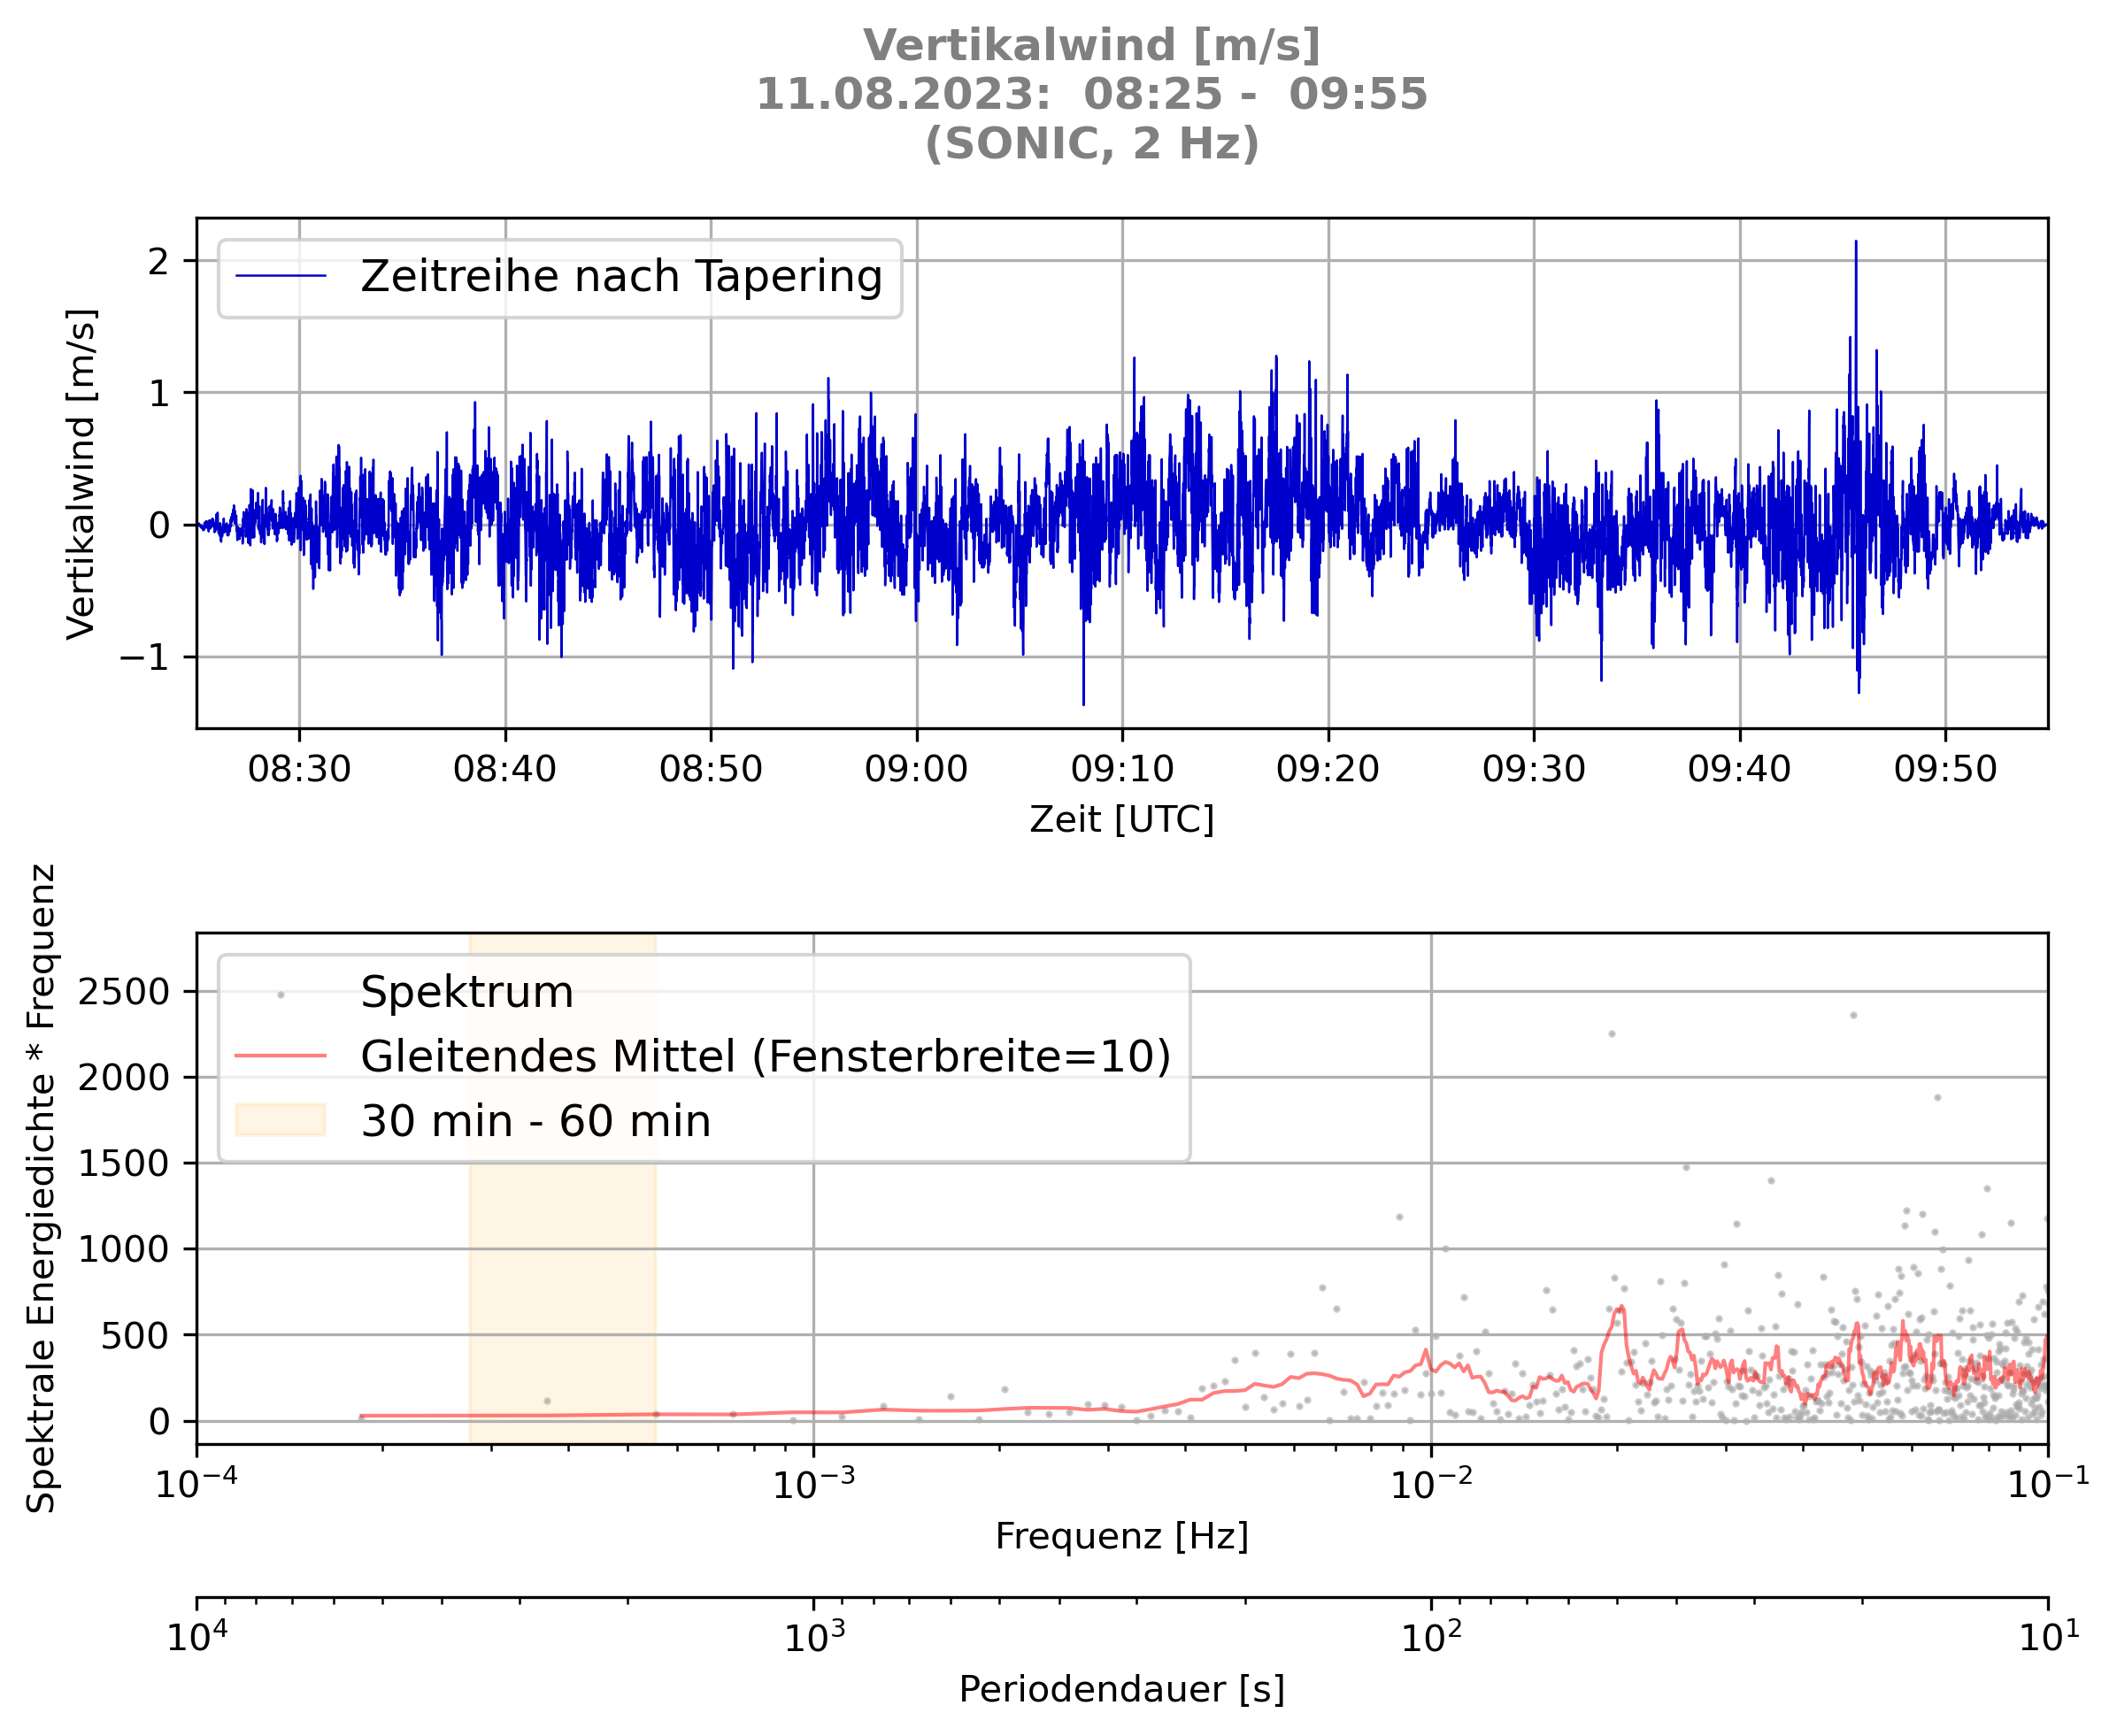 Vertikalwind [m/s]
11.08.2023:  08:25 -  09:55
(SONIC, 2 Hz)
Zeitreihe nach Tapering
Vertikalwind [m/s]
2
1
0
−1
08:30 08:40 08:50 09:00 09:10 09:20 09:30 09:40 09:50
Zeit [UTC]
Spektrum
Gleitendes Mittel (Fensterbreite=10)
30 min - 60 min
Spektrale Energiedichte * Frequenz
2500
2000
1500
1000
500
0
10⁻⁴ 10⁻³ 10⁻² 10⁻¹
Frequenz [Hz]
10⁴ 10³ 10² 10¹
Periodendauer [s]